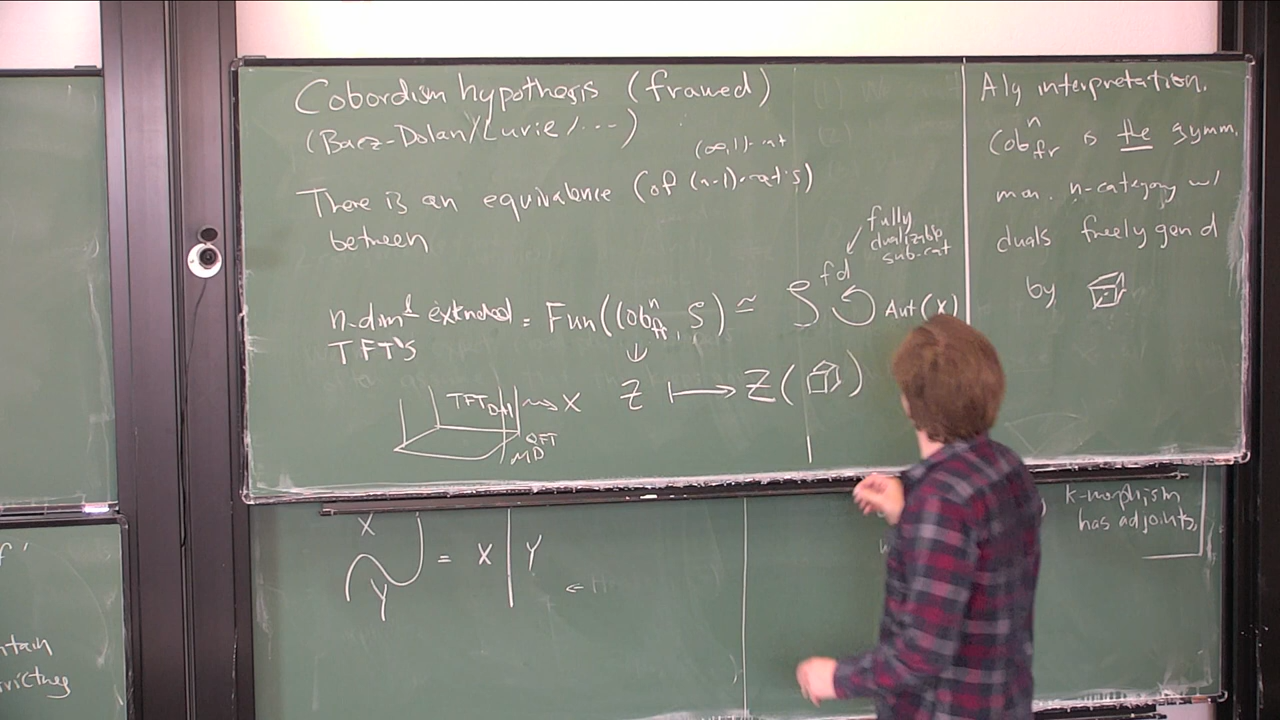 Cobordism hypothesis (framed)
(Baez-Dolan/Lurie/...)
(∞,1)-cat
There is an equivalence (of (n-1)-cat's)
between
fully
dualizable
sub-cat
n-dim^l extended = Fun(Cob^n_fr, S) ≃ S^fd ↺ Aut(X)
TFT's
↓
Z ⟼ Z( )
TFT ⇝ X
QFT
MD
Alg interpretation.
Cob^n_fr is the symm.
mon. n-category w/
duals freely gen'd
by
X
Y
= X | Y
←
k-morphism
has adjoints.